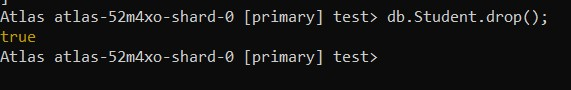 Atlas atlas-52m4xo-shard-0 [primary] test> db.Student.drop();
true
Atlas atlas-52m4xo-shard-0 [primary] test>